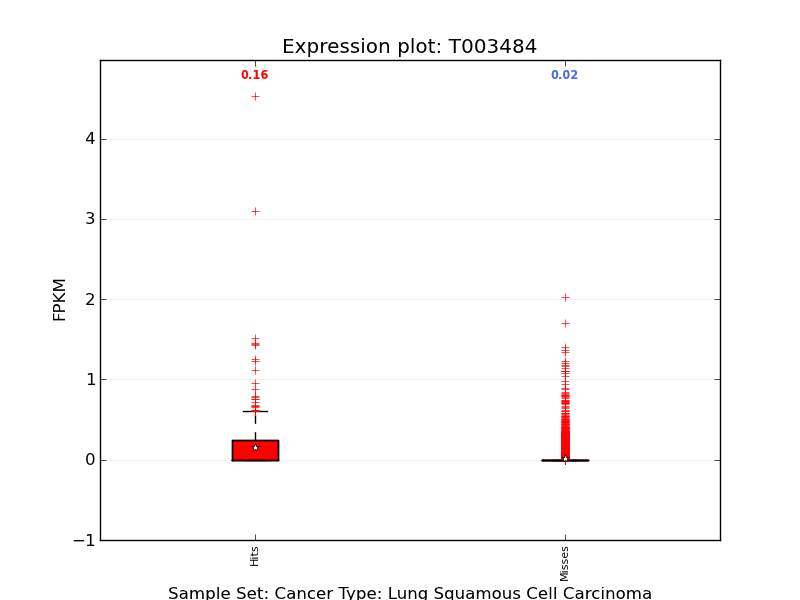 Expression plot: T003484
0.16
0.02
4
3
2
1
0
−1
FPKM
Hits
Misses
Sample Set: Cancer Type: Lung Squamous Cell Carcinoma